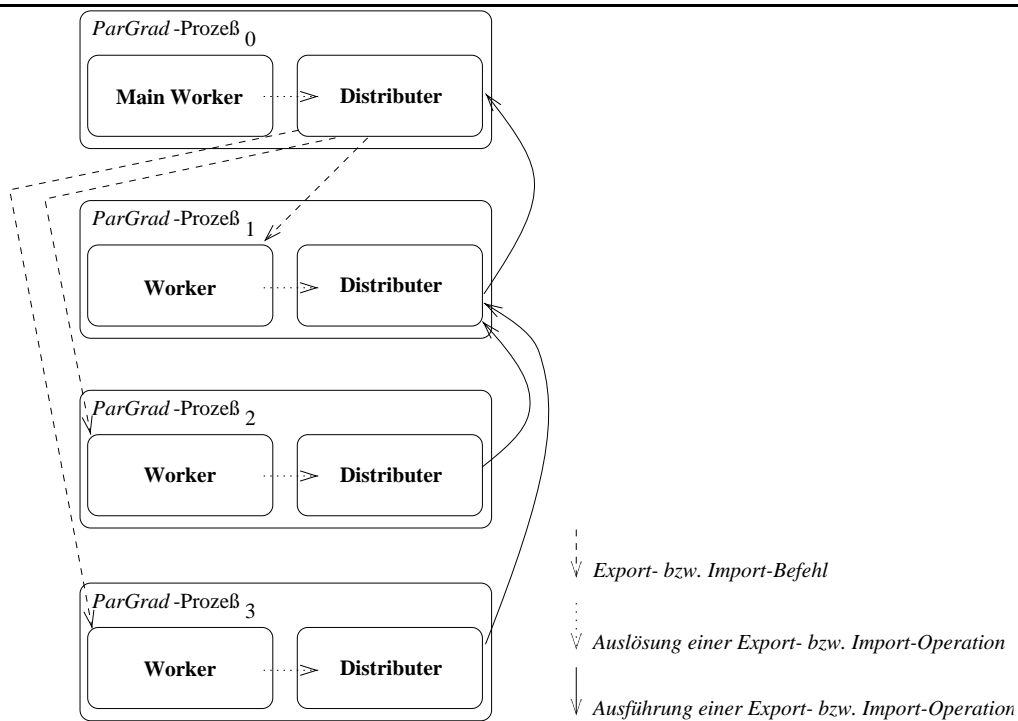 ParGrad -Prozeß 0
Main Worker
Distributer
ParGrad -Prozeß 1
Worker
Distributer
ParGrad -Prozeß 2
Worker
Distributer
ParGrad -Prozeß 3
Worker
Distributer
Export- bzw. Import-Befehl
Auslösung einer Export- bzw. Import-Operation
Ausführung einer Export- bzw. Import-Operation